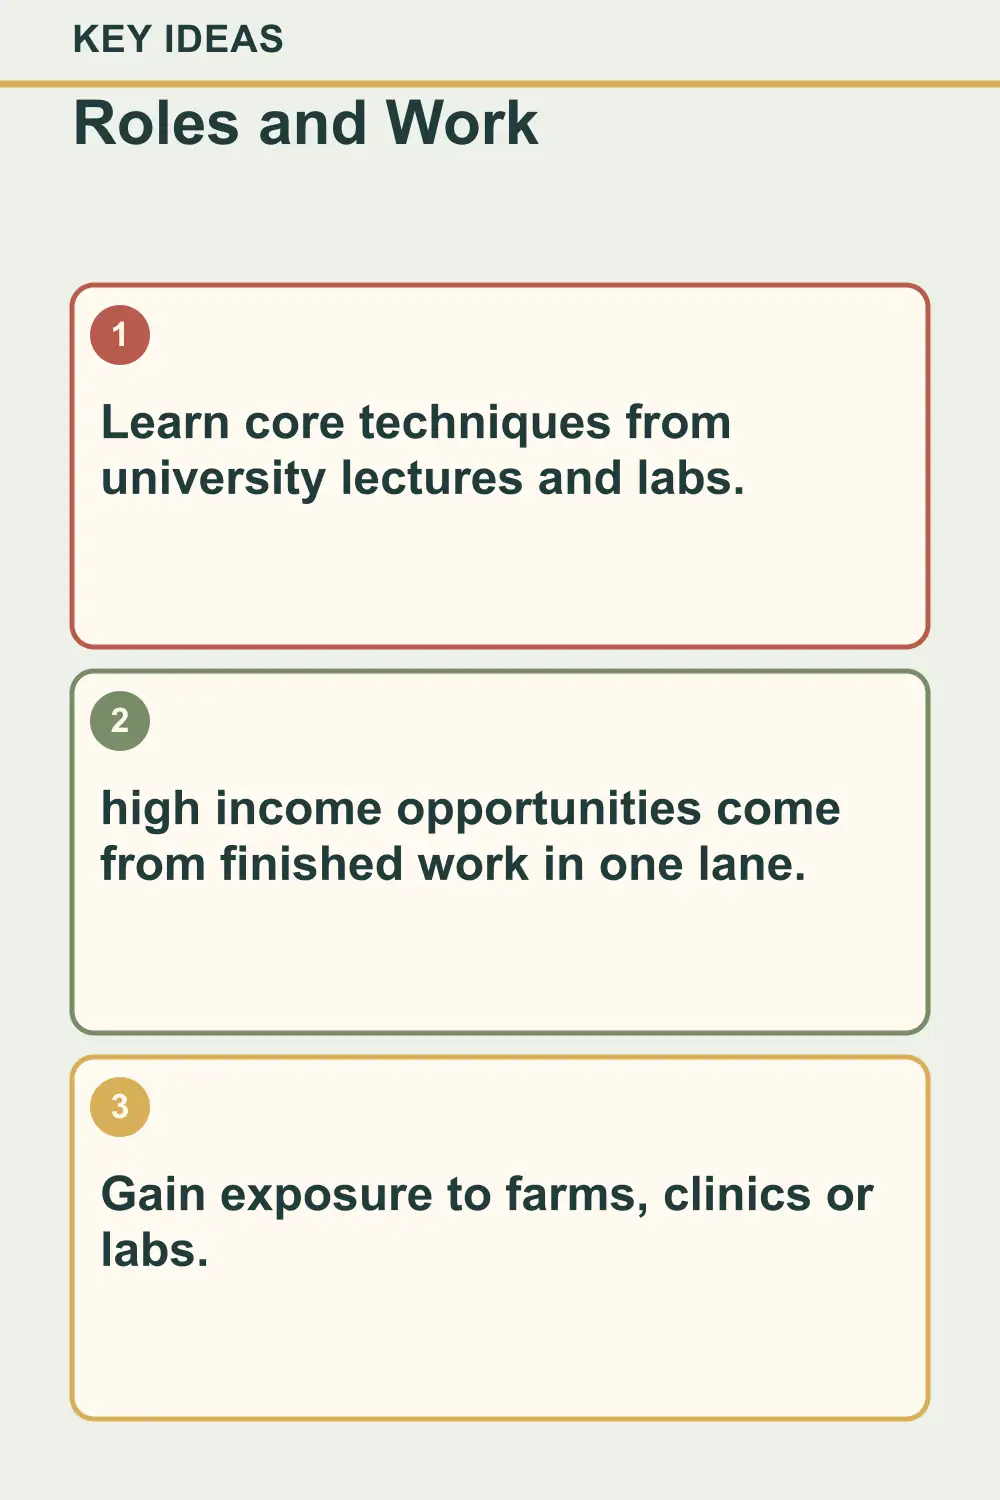 KEY IDEAS
Roles and Work
1
Learn core techniques from
university lectures and labs.
2
high income opportunities come
from finished work in one lane.
3
Gain exposure to farms, clinics or
labs.